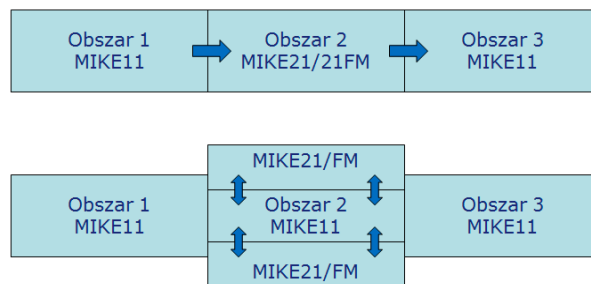 Obszar 1
MIKE11
Obszar 2
MIKE21/21FM
Obszar 3
MIKE11
MIKE21/FM
Obszar 1
MIKE11
Obszar 2
MIKE11
Obszar 3
MIKE11
MIKE21/FM